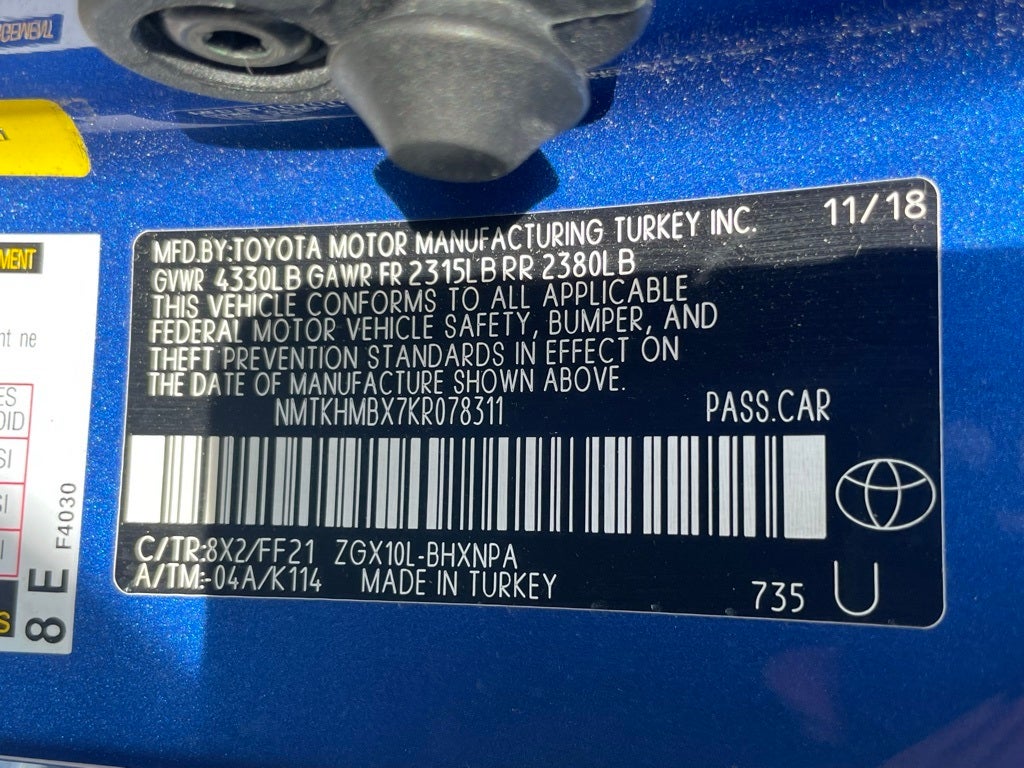 11/18
MFD.BY:TOYOTA MOTOR MANUFACTURING TURKEY INC.
GVWR 4330LB GAWR FR 2315LB RR 2380LB
THIS VEHICLE CONFORMS TO ALL APPLICABLE
FEDERAL MOTOR VEHICLE SAFETY, BUMPER, AND
THEFT PREVENTION STANDARDS IN EFFECT ON
THE DATE OF MANUFACTURE SHOWN ABOVE.
NMTKHMBX7KR078311 PASS.CAR
C/TR:8X2/FF21 ZGX10L-BHXNPA
A/TM:-04A/K114 MADE IN TURKEY
735 U
8 E F4030